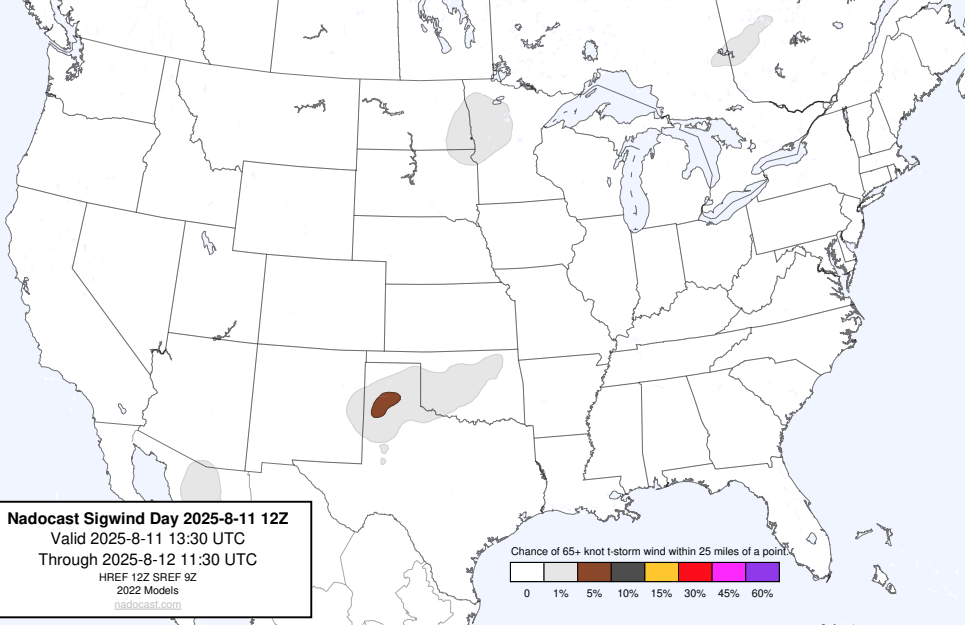 Nadocast Sigwind Day 2025-8-11 12Z
Valid 2025-8-11 13:30 UTC
Through 2025-8-12 11:30 UTC
HREF 12Z SREF 9Z
2022 Models
nadocast.com
Chance of 65+ knot t-storm wind within 25 miles of a point.
0 1% 5% 10% 15% 30% 45% 60%